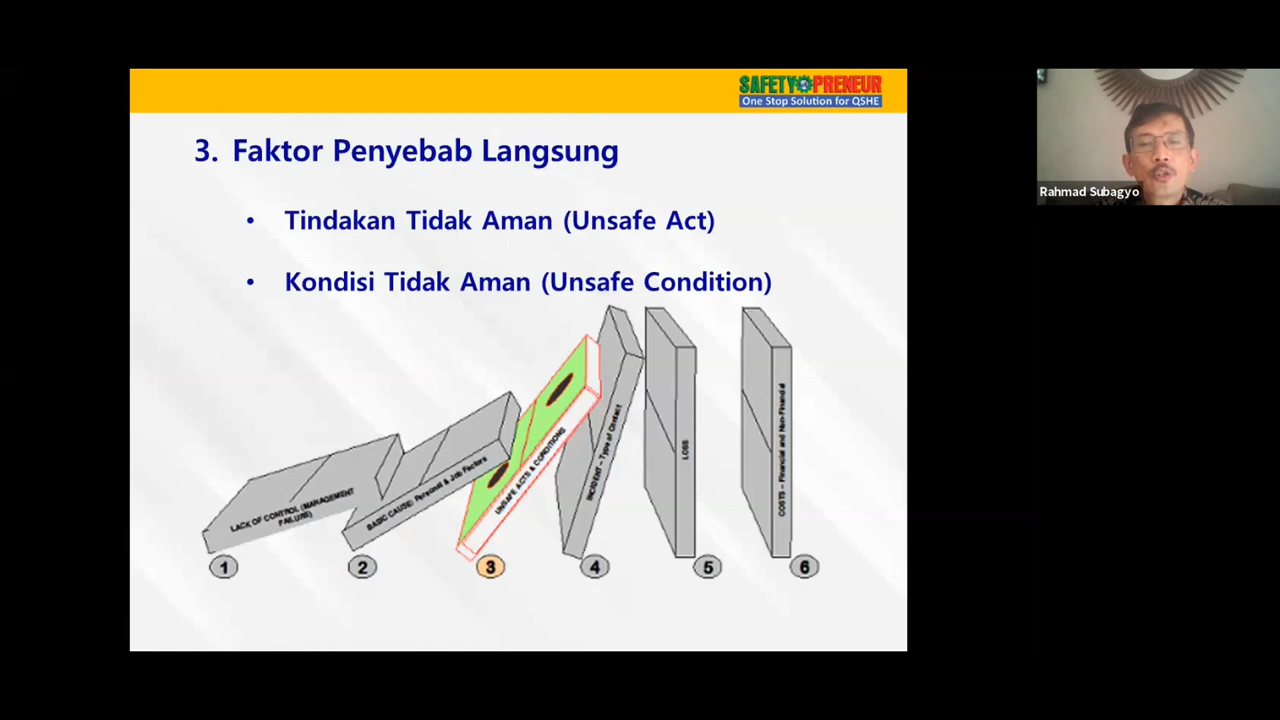 SAFETY PRENEUR
One Stop Solution for QSHE
3. Faktor Penyebab Langsung
• Tindakan Tidak Aman (Unsafe Act)
• Kondisi Tidak Aman (Unsafe Condition)
LACK OF CONTROL (MANAGEMENT
FAILURE)
BASIC CAUSE: Personal & Job Factors
UNSAFE ACTS & CONDITIONS
INCIDENT – Type of Contact
LOSS
COSTS – Financial and Non-Financial
1
2
3
4
5
6
Rahmad Subagyo